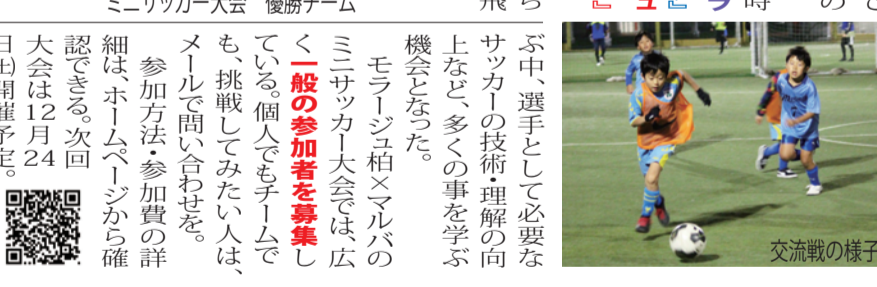 ミニサッカー大会　優勝チーム
ぶ中、選手として必要な
サッカーの技術・理解の向
上など、多くの事を学ぶ
機会となった。
モラージュ柏×マルバの
ミニサッカー大会では、広
く一般の参加者を募集し
ている。個人でもチームで
も、挑戦してみたい人は、
メールで問い合わせを。
参加方法・参加費の詳
細は、ホームページから確
認できる。次回
大会は12月24
日㈯開催予定。
交流戦の様子